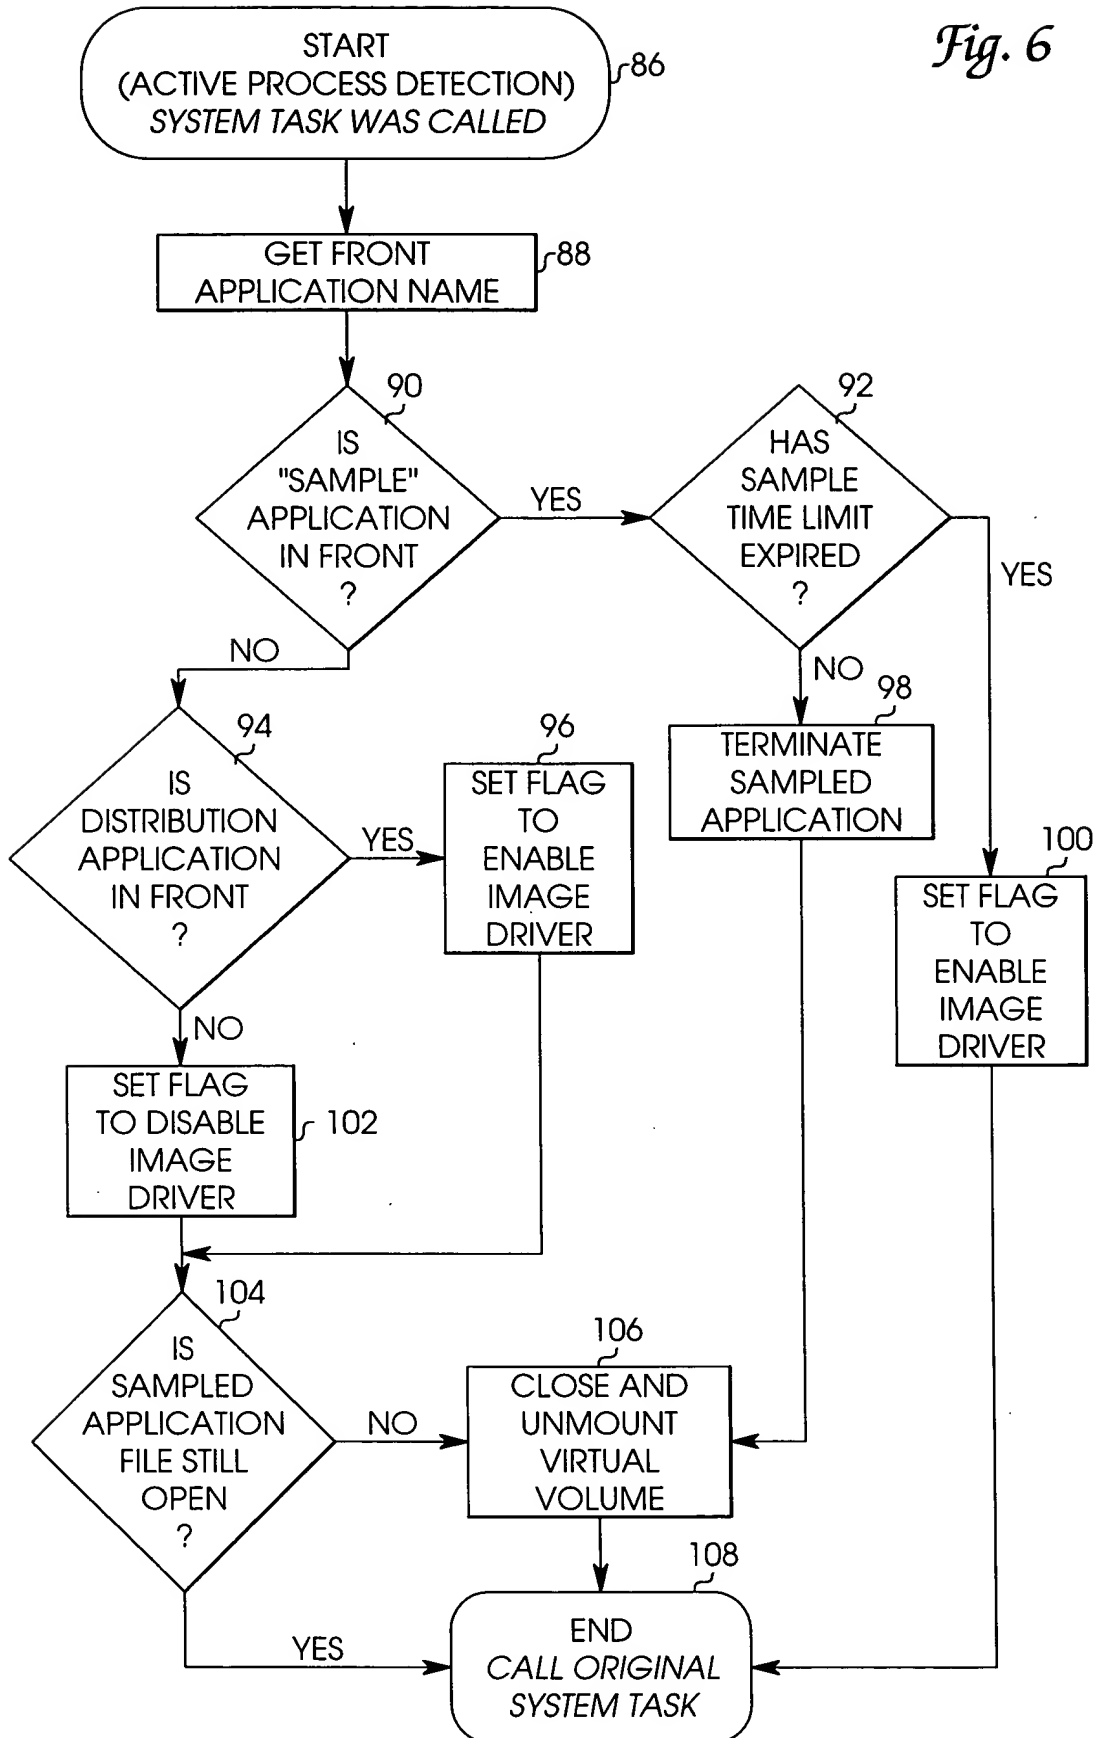 Fig. 6
START
(ACTIVE PROCESS DETECTION)
SYSTEM TASK WAS CALLED
86
GET FRONT
APPLICATION NAME
88
90
IS
"SAMPLE"
APPLICATION
IN FRONT
?
YES
92
HAS
SAMPLE
TIME LIMIT
EXPIRED
?
YES
NO
NO
94
IS
DISTRIBUTION
APPLICATION
IN FRONT
?
YES
96
SET FLAG
TO
ENABLE
IMAGE
DRIVER
98
TERMINATE
SAMPLED
APPLICATION
100
SET FLAG
TO
ENABLE
IMAGE
DRIVER
NO
SET FLAG
TO DISABLE
IMAGE
DRIVER
102
104
IS
SAMPLED
APPLICATION
FILE STILL
OPEN
?
NO
106
CLOSE AND
UNMOUNT
VIRTUAL
VOLUME
YES
108
END
CALL ORIGINAL
SYSTEM TASK